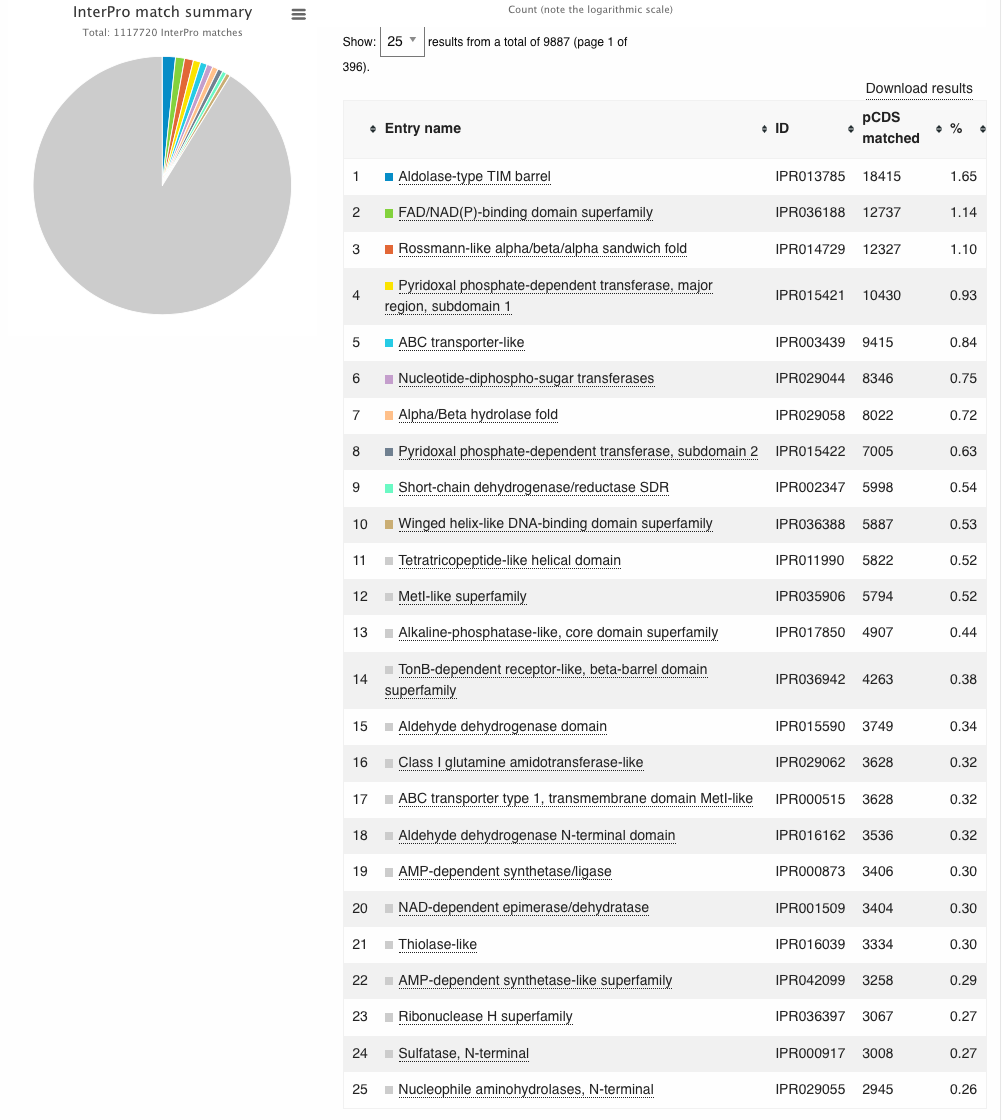 InterPro match summary
Total: 1117720 InterPro matches
Count (note the logarithmic scale)
Show: 25 results from a total of 9887 (page 1 of
396).
Download results
Entry name ID pCDS matched %
1 Aldolase-type TIM barrel IPR013785 18415 1.65
2 FAD/NAD(P)-binding domain superfamily IPR036188 12737 1.14
3 Rossmann-like alpha/beta/alpha sandwich fold IPR014729 12327 1.10
4 Pyridoxal phosphate-dependent transferase, major
region, subdomain 1 IPR015421 10430 0.93
5 ABC transporter-like IPR003439 9415 0.84
6 Nucleotide-diphospho-sugar transferases IPR029044 8346 0.75
7 Alpha/Beta hydrolase fold IPR029058 8022 0.72
8 Pyridoxal phosphate-dependent transferase, subdomain 2 IPR015422 7005 0.63
9 Short-chain dehydrogenase/reductase SDR IPR002347 5998 0.54
10 Winged helix-like DNA-binding domain superfamily IPR036388 5887 0.53
11 Tetratricopeptide-like helical domain IPR011990 5822 0.52
12 MetI-like superfamily IPR035906 5794 0.52
13 Alkaline-phosphatase-like, core domain superfamily IPR017850 4907 0.44
14 TonB-dependent receptor-like, beta-barrel domain
superfamily IPR036942 4263 0.38
15 Aldehyde dehydrogenase domain IPR015590 3749 0.34
16 Class I glutamine amidotransferase-like IPR029062 3628 0.32
17 ABC transporter type 1, transmembrane domain MetI-like IPR000515 3628 0.32
18 Aldehyde dehydrogenase N-terminal domain IPR016162 3536 0.32
19 AMP-dependent synthetase/ligase IPR000873 3406 0.30
20 NAD-dependent epimerase/dehydratase IPR001509 3404 0.30
21 Thiolase-like IPR016039 3334 0.30
22 AMP-dependent synthetase-like superfamily IPR042099 3258 0.29
23 Ribonuclease H superfamily IPR036397 3067 0.27
24 Sulfatase, N-terminal IPR000917 3008 0.27
25 Nucleophile aminohydrolases, N-terminal IPR029055 2945 0.26